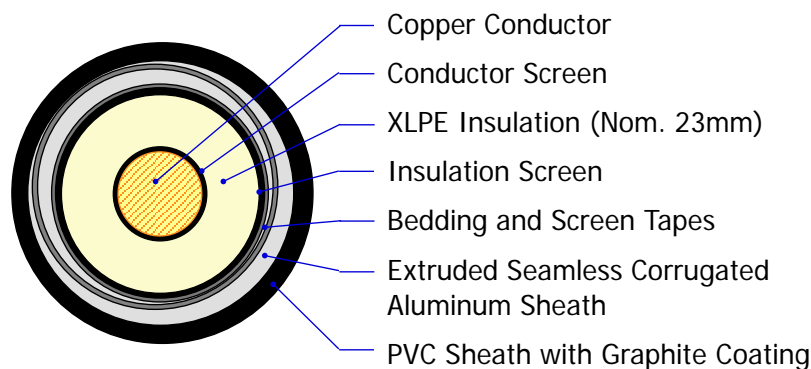 Copper Conductor
Conductor Screen
XLPE Insulation (Nom. 23mm)
Insulation Screen
Bedding and Screen Tapes
Extruded Seamless Corrugated
Aluminum Sheath
PVC Sheath with Graphite Coating